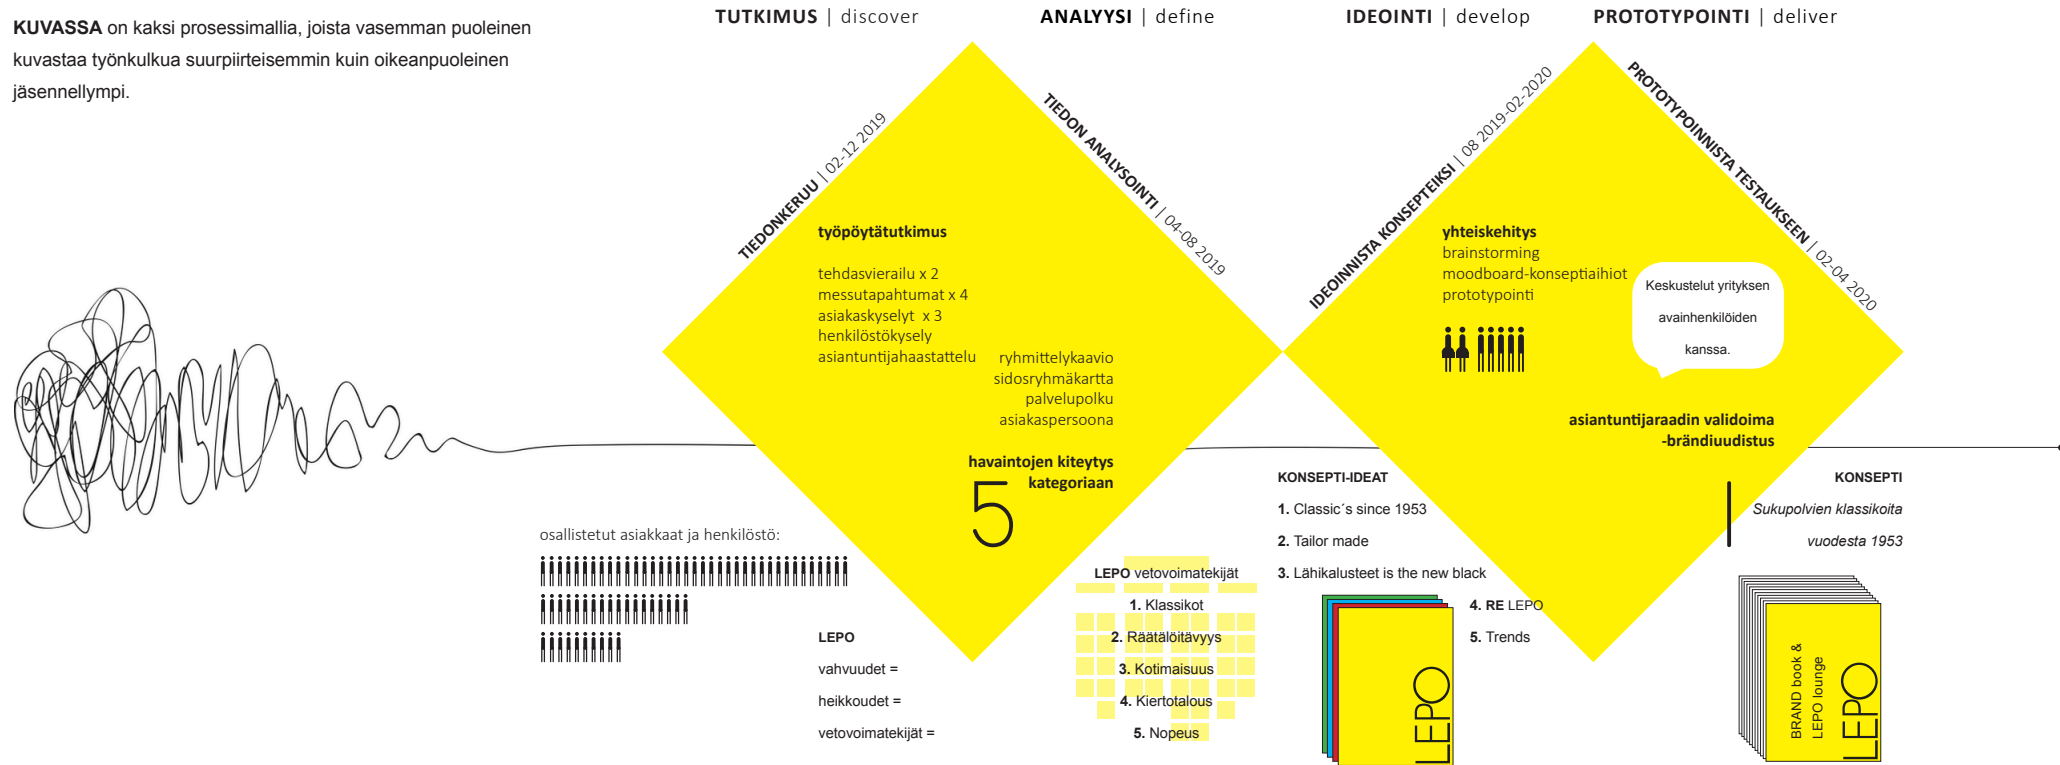 KUVASSA on kaksi prosessimallia, joista vasemman puoleinen
kuvastaa työnkulkua suurpiirteisemmin kuin oikeanpuoleinen
jäsennellympi.
TUTKIMUS | discover
ANALYYSI | define
IDEOINTI | develop
PROTOTYPOINTI | deliver
TIEDONKERUU | 02-12 2019
TIEDON ANALYSOINTI | 04-08 2019
IDEOINNISTA KONSEPTEIKSI | 08 2019-02-2020
PROTOTYPOINNISTA TESTAUKSEEN | 02-04 2020
työpöytätutkimus
tehdasvierailu x 2
messutapahtumat x 4
asiakaskyselyt x 3
henkilöstökysely
asiantuntijahaastattelu
ryhmittelykaavio
sidosryhmäkartta
palvelupolku
asiakaspersoona
havaintojen kiteytys
5 kategoriaan
yhteiskehitys
brainstorming
moodboard-konseptiaihiot
prototypointi
Keskustelut yrityksen
avainhenkilöiden
kanssa.
asiantuntijaraadin validoima
-brändiuudistus
osallistetut asiakkaat ja henkilöstö:
LEPO
vahvuudet =
heikkoudet =
vetovoimatekijät =
LEPO vetovoimatekijät
1. Klassikot
2. Räätälöitävyys
3. Kotimaisuus
4. Kiertotalous
5. Nopeus
KONSEPTI-IDEAT
1. Classic´s since 1953
2. Tailor made
3. Lähikalusteet is the new black
4. RE LEPO
5. Trends
LEPO
KONSEPTI
Sukupolvien klassikoita
vuodesta 1953
BRAND book &
LEPO lounge
LEPO